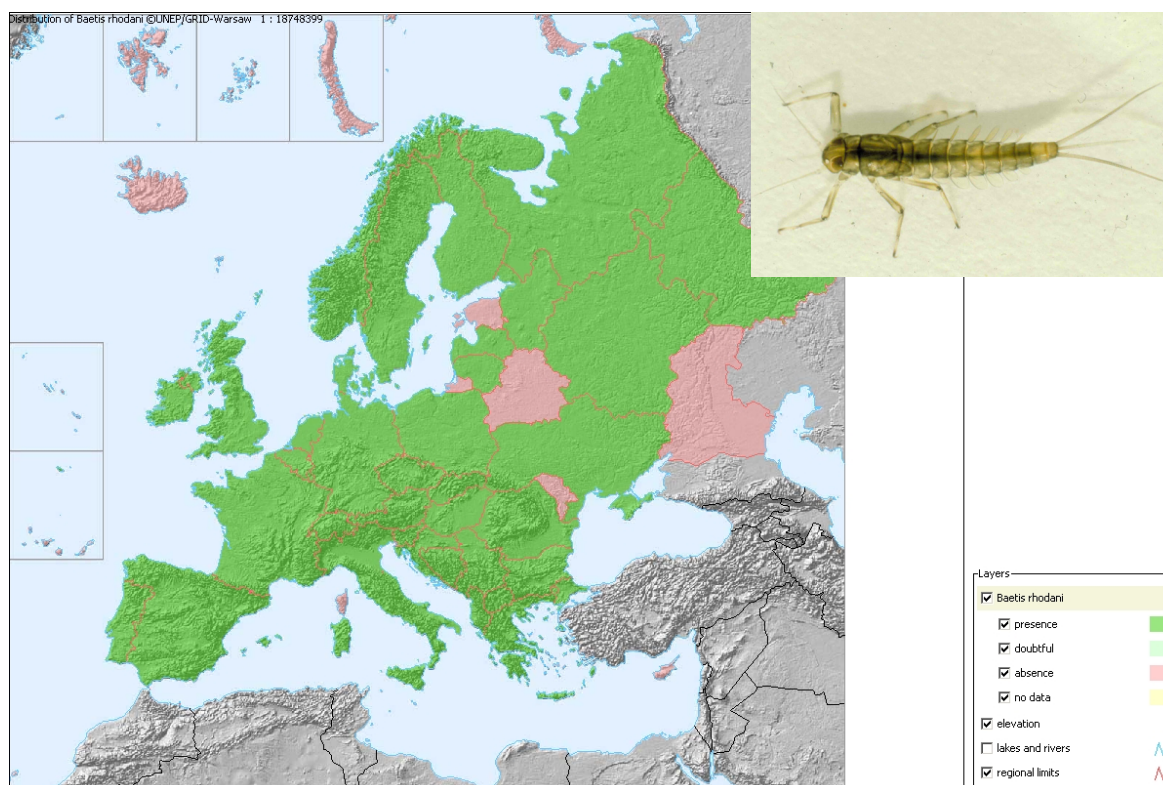 Distribution of Baetis rhodani ©UNEP/GRID-Warsaw 1 : 18748399
Layers
Baetis rhodani
presence
doubtful
absence
no data
elevation
lakes and rivers
regional limits